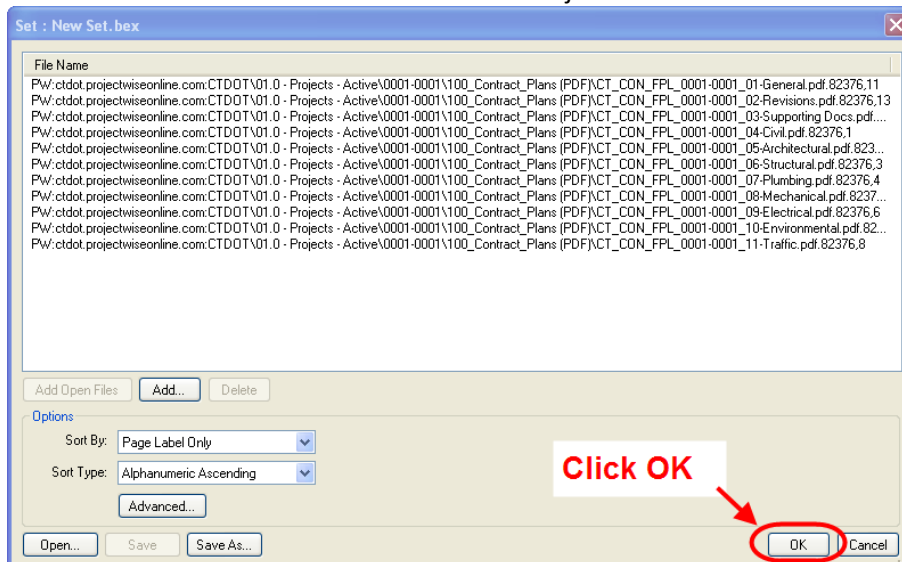 Set : New Set.bex
File Name
PW:ctdot.projectwiseonline.com:CTDOT\01.0 - Projects - Active\0001-0001\100_Contract_Plans (PDF)\CT_CON_FPL_0001-0001_01-General.pdf.82376,11
PW:ctdot.projectwiseonline.com:CTDOT\01.0 - Projects - Active\0001-0001\100_Contract_Plans (PDF)\CT_CON_FPL_0001-0001_02-Revisions.pdf.82376,13
PW:ctdot.projectwiseonline.com:CTDOT\01.0 - Projects - Active\0001-0001\100_Contract_Plans (PDF)\CT_CON_FPL_0001-0001_03-Supporting Docs.pdf....
PW:ctdot.projectwiseonline.com:CTDOT\01.0 - Projects - Active\0001-0001\100_Contract_Plans (PDF)\CT_CON_FPL_0001-0001_04-Civil.pdf.82376,1
PW:ctdot.projectwiseonline.com:CTDOT\01.0 - Projects - Active\0001-0001\100_Contract_Plans (PDF)\CT_CON_FPL_0001-0001_05-Architectural.pdf.823...
PW:ctdot.projectwiseonline.com:CTDOT\01.0 - Projects - Active\0001-0001\100_Contract_Plans (PDF)\CT_CON_FPL_0001-0001_06-Structural.pdf.82376,3
PW:ctdot.projectwiseonline.com:CTDOT\01.0 - Projects - Active\0001-0001\100_Contract_Plans (PDF)\CT_CON_FPL_0001-0001_07-Plumbing.pdf.82376,4
PW:ctdot.projectwiseonline.com:CTDOT\01.0 - Projects - Active\0001-0001\100_Contract_Plans (PDF)\CT_CON_FPL_0001-0001_08-Mechanical.pdf.8237...
PW:ctdot.projectwiseonline.com:CTDOT\01.0 - Projects - Active\0001-0001\100_Contract_Plans (PDF)\CT_CON_FPL_0001-0001_09-Electrical.pdf.82376,6
PW:ctdot.projectwiseonline.com:CTDOT\01.0 - Projects - Active\0001-0001\100_Contract_Plans (PDF)\CT_CON_FPL_0001-0001_10-Environmental.pdf.82...
PW:ctdot.projectwiseonline.com:CTDOT\01.0 - Projects - Active\0001-0001\100_Contract_Plans (PDF)\CT_CON_FPL_0001-0001_11-Traffic.pdf.82376,8
Add Open Files Add... Delete
Options
Sort By: Page Label Only
Sort Type: Alphanumeric Ascending
Click OK
Advanced...
Open... Save Save As... OK Cancel